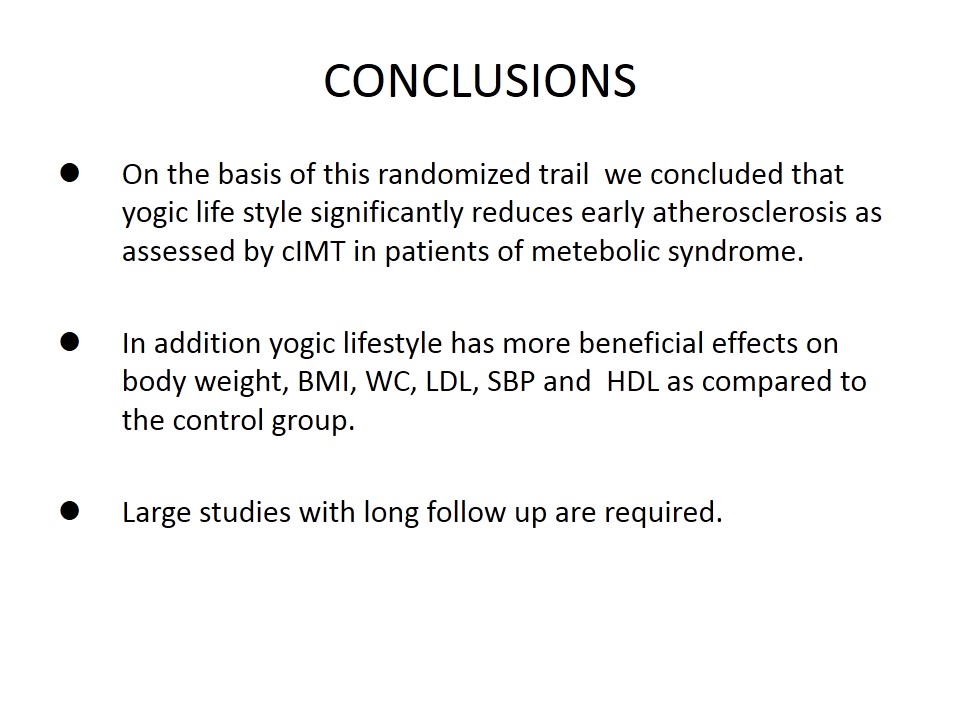 CONCLUSIONS
● On the basis of this randomized trail  we concluded that
yogic life style significantly reduces early atherosclerosis as
assessed by cIMT in patients of metebolic syndrome.
● In addition yogic lifestyle has more beneficial effects on
body weight, BMI, WC, LDL, SBP and  HDL as compared to
the control group.
● Large studies with long follow up are required.